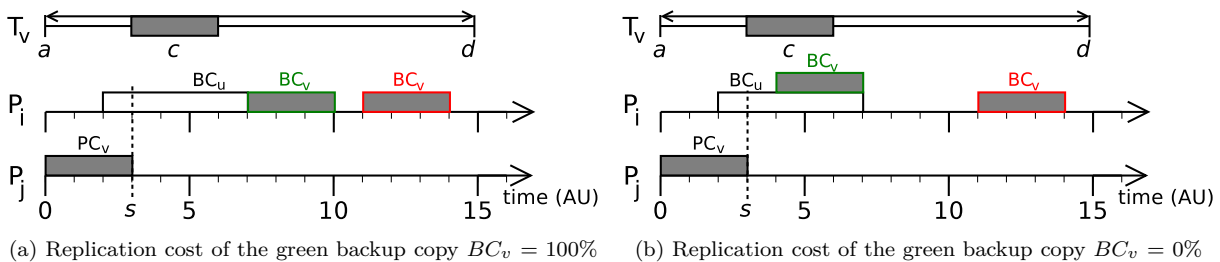 Tv
a
c
d
BCu
BCv
BCv
Pi
PCv
Pj
0
s
5
10
15
time (AU)
(a) Replication cost of the green backup copy BCv = 100%
Tv
a
c
d
BCv
BCu
BCv
Pi
PCv
Pj
0
s
5
10
15
time (AU)
(b) Replication cost of the green backup copy BCv = 0%